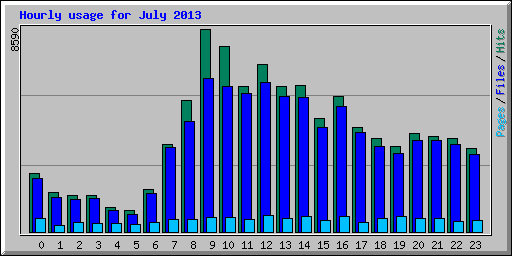 Hourly usage for July 2013
8590
Pages / Files / Hits
0 1 2 3 4 5 6 7 8 9 10 11 12 13 14 15 16 17 18 19 20 21 22 23